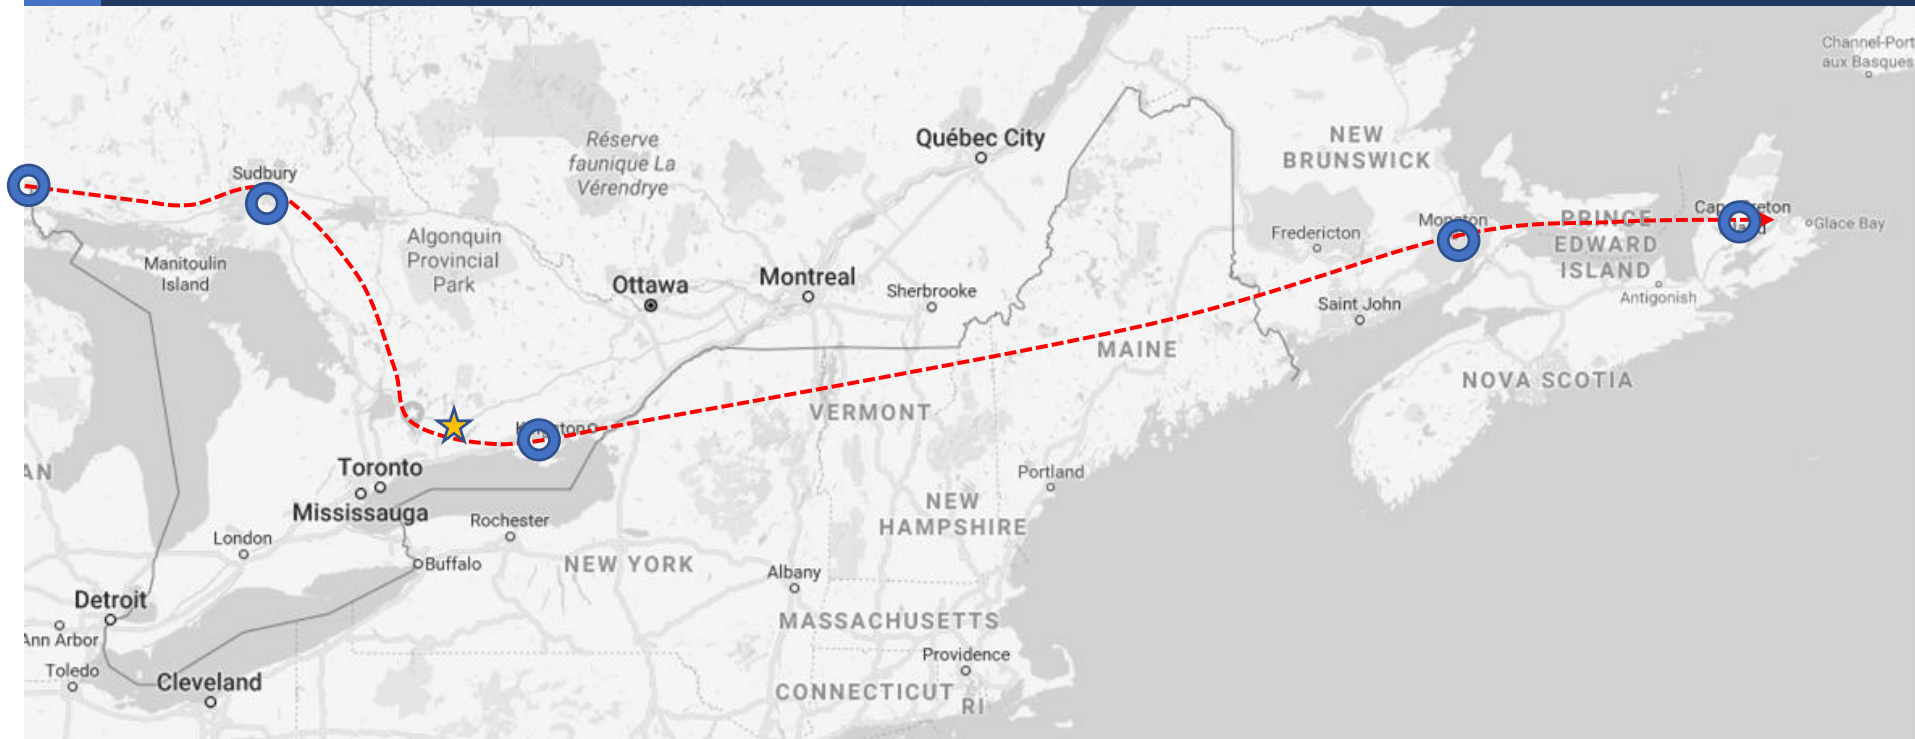 Channel-Port
aux Basques
Québec City
NEW
BRUNSWICK
Réserve
faunique La
Vérendrye
Sudbury
Glace Bay
PRINCE
EDWARD
ISLAND
Fredericton
Algonquin
Provincial
Park
Manitoulin
Island
Ottawa
Montreal
Sherbrooke
Antigonish
Saint John
MAINE
NOVA SCOTIA
VERMONT
Toronto
Mississauga
AN
Portland
NEW
HAMPSHIRE
Rochester
London
Buffalo
NEW YORK
Albany
Detroit
MASSACHUSETTS
Ann Arbor
Toledo
Cleveland
Providence
CONNECTICUT
RI